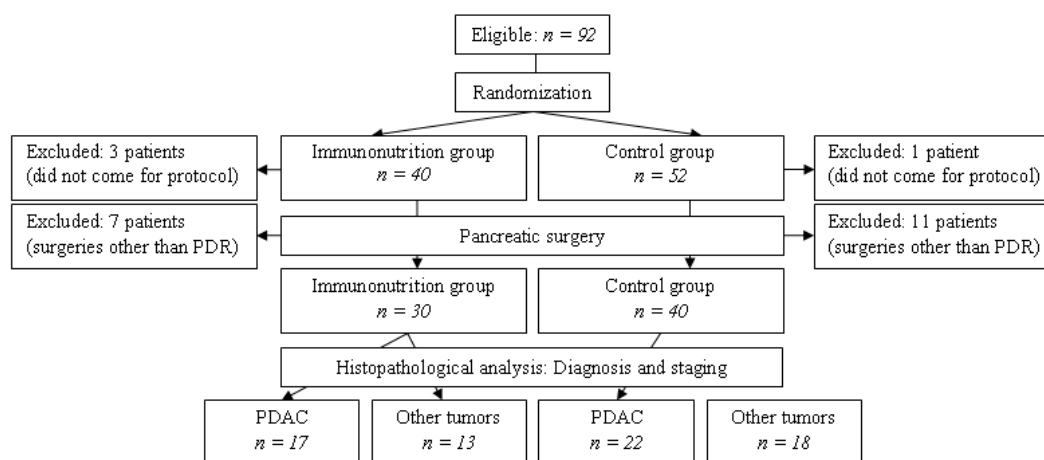 Eligible: n = 92
Randomization
Excluded: 3 patients
(did not come for protocol)
Immunonutrition group
n = 40
Control group
n = 52
Excluded: 1 patient
(did not come for protocol)
Excluded: 7 patients
(surgeries other than PDR)
Pancreatic surgery
Excluded: 11 patients
(surgeries other than PDR)
Immunonutrition group
n = 30
Control group
n = 40
Histopathological analysis: Diagnosis and staging
PDAC
n = 17
Other tumors
n = 13
PDAC
n = 22
Other tumors
n = 18